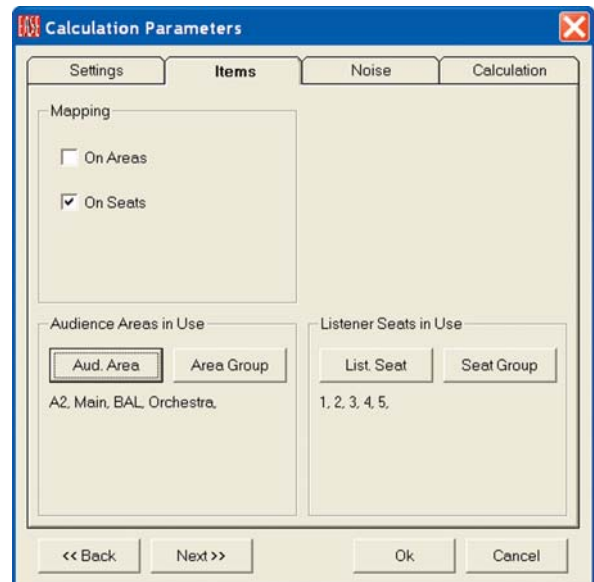 EASE Calculation Parameters
Settings Items Noise Calculation
Mapping
On Areas
On Seats
Audience Areas in Use
Aud. Area Area Group
A2, Main, BAL, Orchestra,
Listener Seats in Use
List. Seat Seat Group
1, 2, 3, 4, 5,
<< Back Next >> Ok Cancel